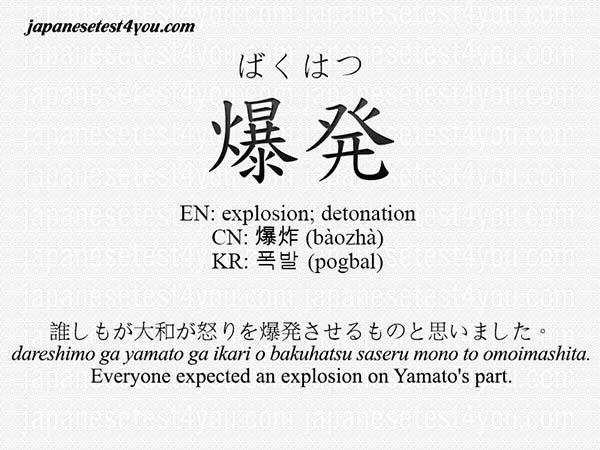 japanesetest4you.com
ばくはつ
爆発
EN: explosion; detonation
CN: 爆炸 (bàozhà)
KR: 폭발 (pogbal)
誰しもが大和が怒りを爆発させるものと思いました。
dareshimo ga yamato ga ikari o bakuhatsu saseru mono to omoimashita.
Everyone expected an explosion on Yamato's part.